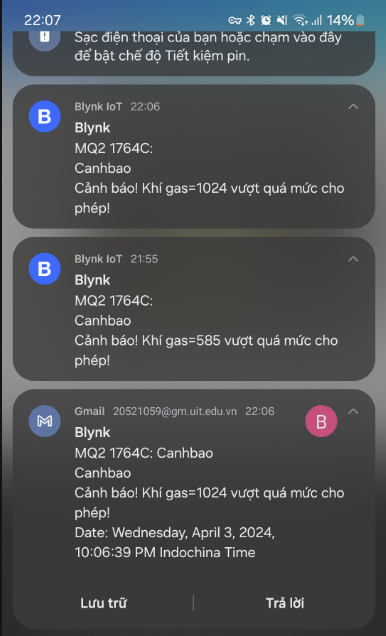 22:07
14%
Sạc điện thoại của bạn hoặc chạm vào đây
để bật chế độ Tiết kiệm pin.
B
Blynk IoT 22:06
Blynk
MQ2 1764C:
Canhbao
Cảnh báo! Khí gas=1024 vượt quá mức cho
phép!
B
Blynk IoT 21:55
Blynk
MQ2 1764C:
Canhbao
Cảnh báo! Khí gas=585 vượt quá mức cho
phép!
Gmail 20521059@gm.uit.edu.vn 22:06
B
Blynk
MQ2 1764C: Canhbao
Canhbao
Cảnh báo! Khí gas=1024 vượt quá mức cho
phép!
Date: Wednesday, April 3, 2024,
10:06:39 PM Indochina Time
Lưu trữ
Trả lời